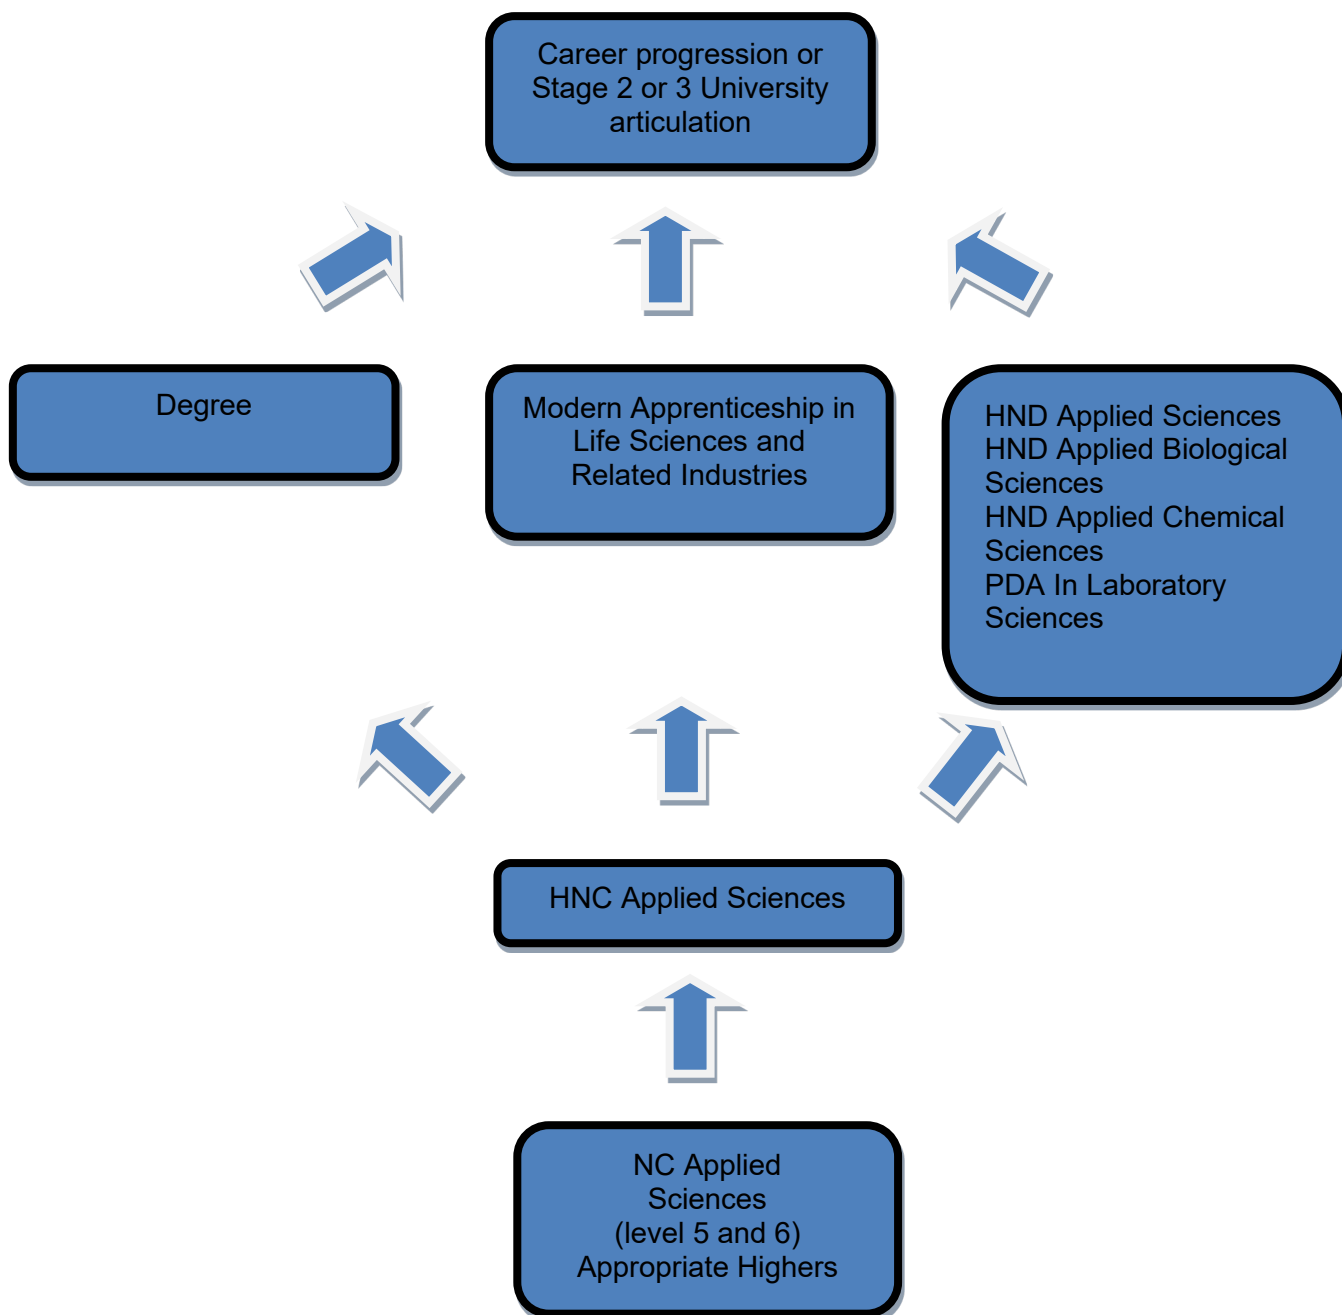 Career progression or
Stage 2 or 3 University
articulation
Degree
Modern Apprenticeship in
Life Sciences and
Related Industries
HND Applied Sciences
HND Applied Biological
Sciences
HND Applied Chemical
Sciences
PDA In Laboratory
Sciences
HNC Applied Sciences
NC Applied
Sciences
(level 5 and 6)
Appropriate Highers